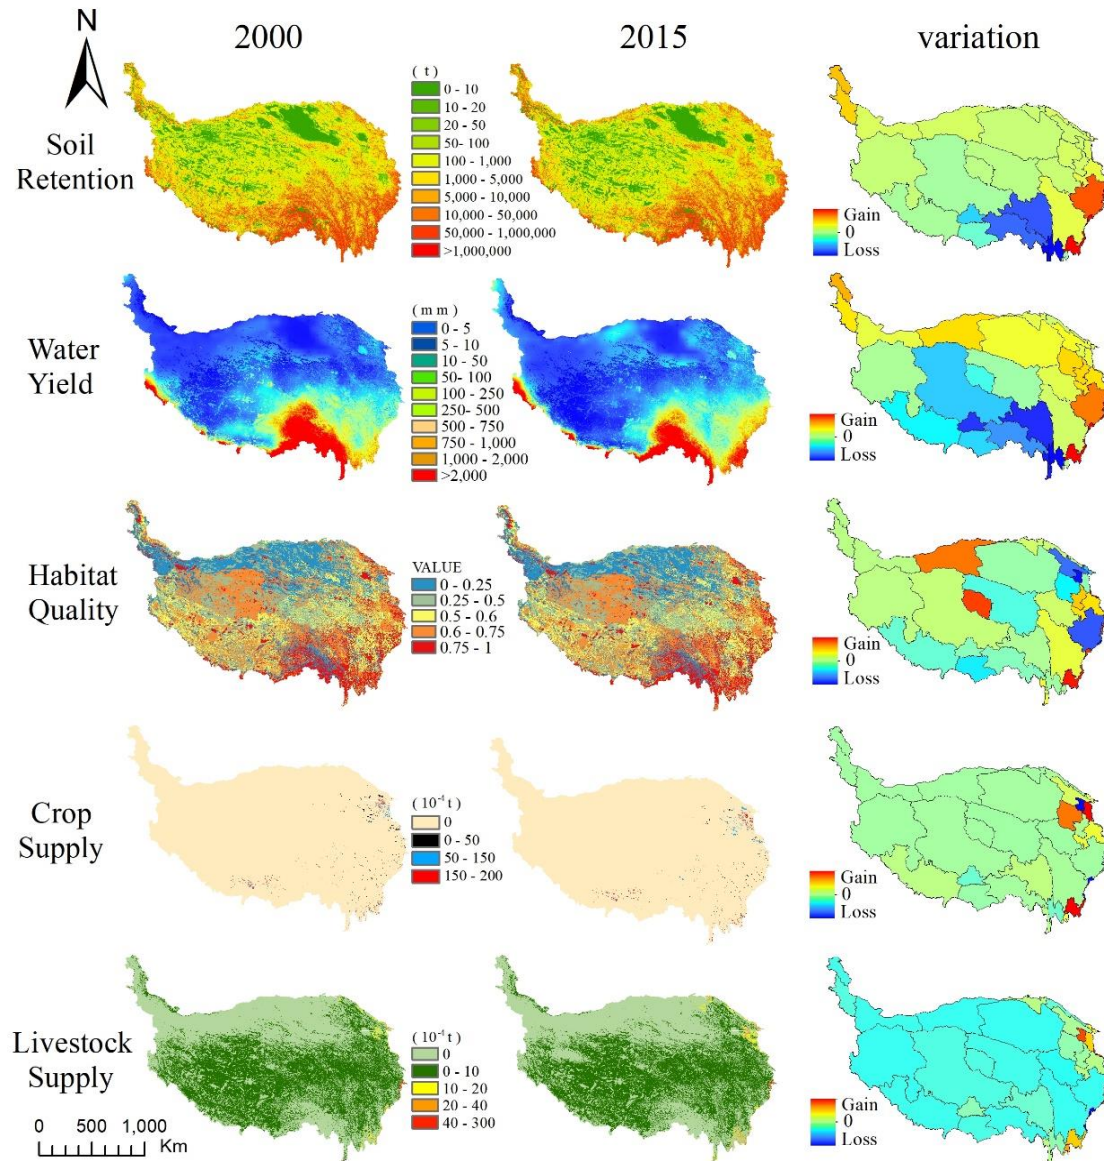 N
2000
2015
variation
Soil
Retention
( t )
0 - 10
10 - 20
20 - 50
50- 100
100 - 1,000
1,000 - 5,000
5,000 - 10,000
10,000 - 50,000
50,000 - 1,000,000
>1,000,000
Gain
0
Loss
Water
Yield
( m m )
0 - 5
5 - 10
10 - 50
50- 100
100 - 250
250- 500
500 - 750
750 - 1,000
1,000 - 2,000
>2,000
Gain
0
Loss
Habitat
Quality
VALUE
0 - 0.25
0.25 - 0.5
0.5 - 0.6
0.6 - 0.75
0.75 - 1
Gain
0
Loss
Crop
Supply
( 10⁻⁴ t )
0
0 - 50
50 - 150
150 - 200
Gain
0
Loss
Livestock
Supply
( 10⁻⁴ t )
0
0 - 10
10 - 20
20 - 40
40 - 300
Gain
0
Loss
0 500 1,000
Km